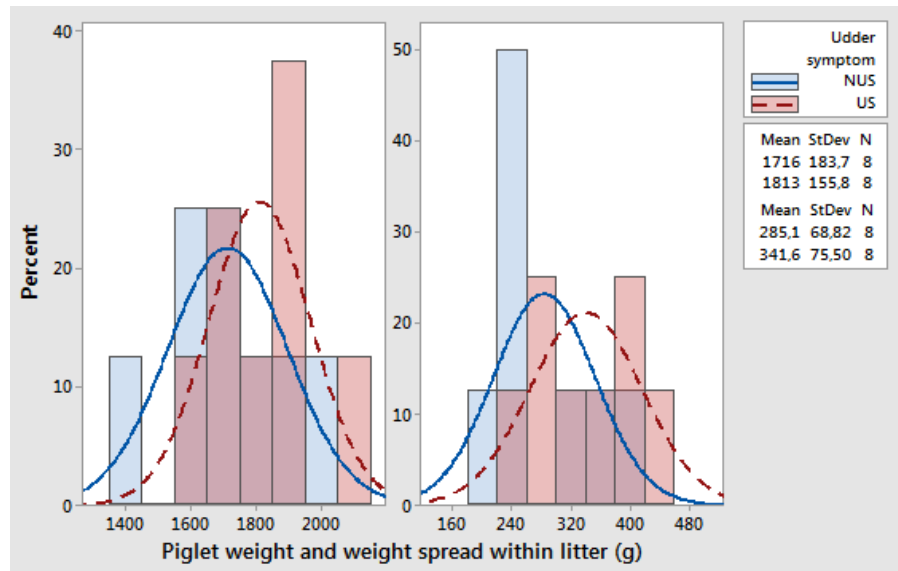 40
30
20
10
0
Percent
1400 1600 1800 2000
50
40
30
20
10
0
160 240 320 400 480
Piglet weight and weight spread within litter (g)
Udder
symptom
NUS
US
Mean StDev N
1716 183,7 8
1813 155,8 8
Mean StDev N
285,1 68,82 8
341,6 75,50 8